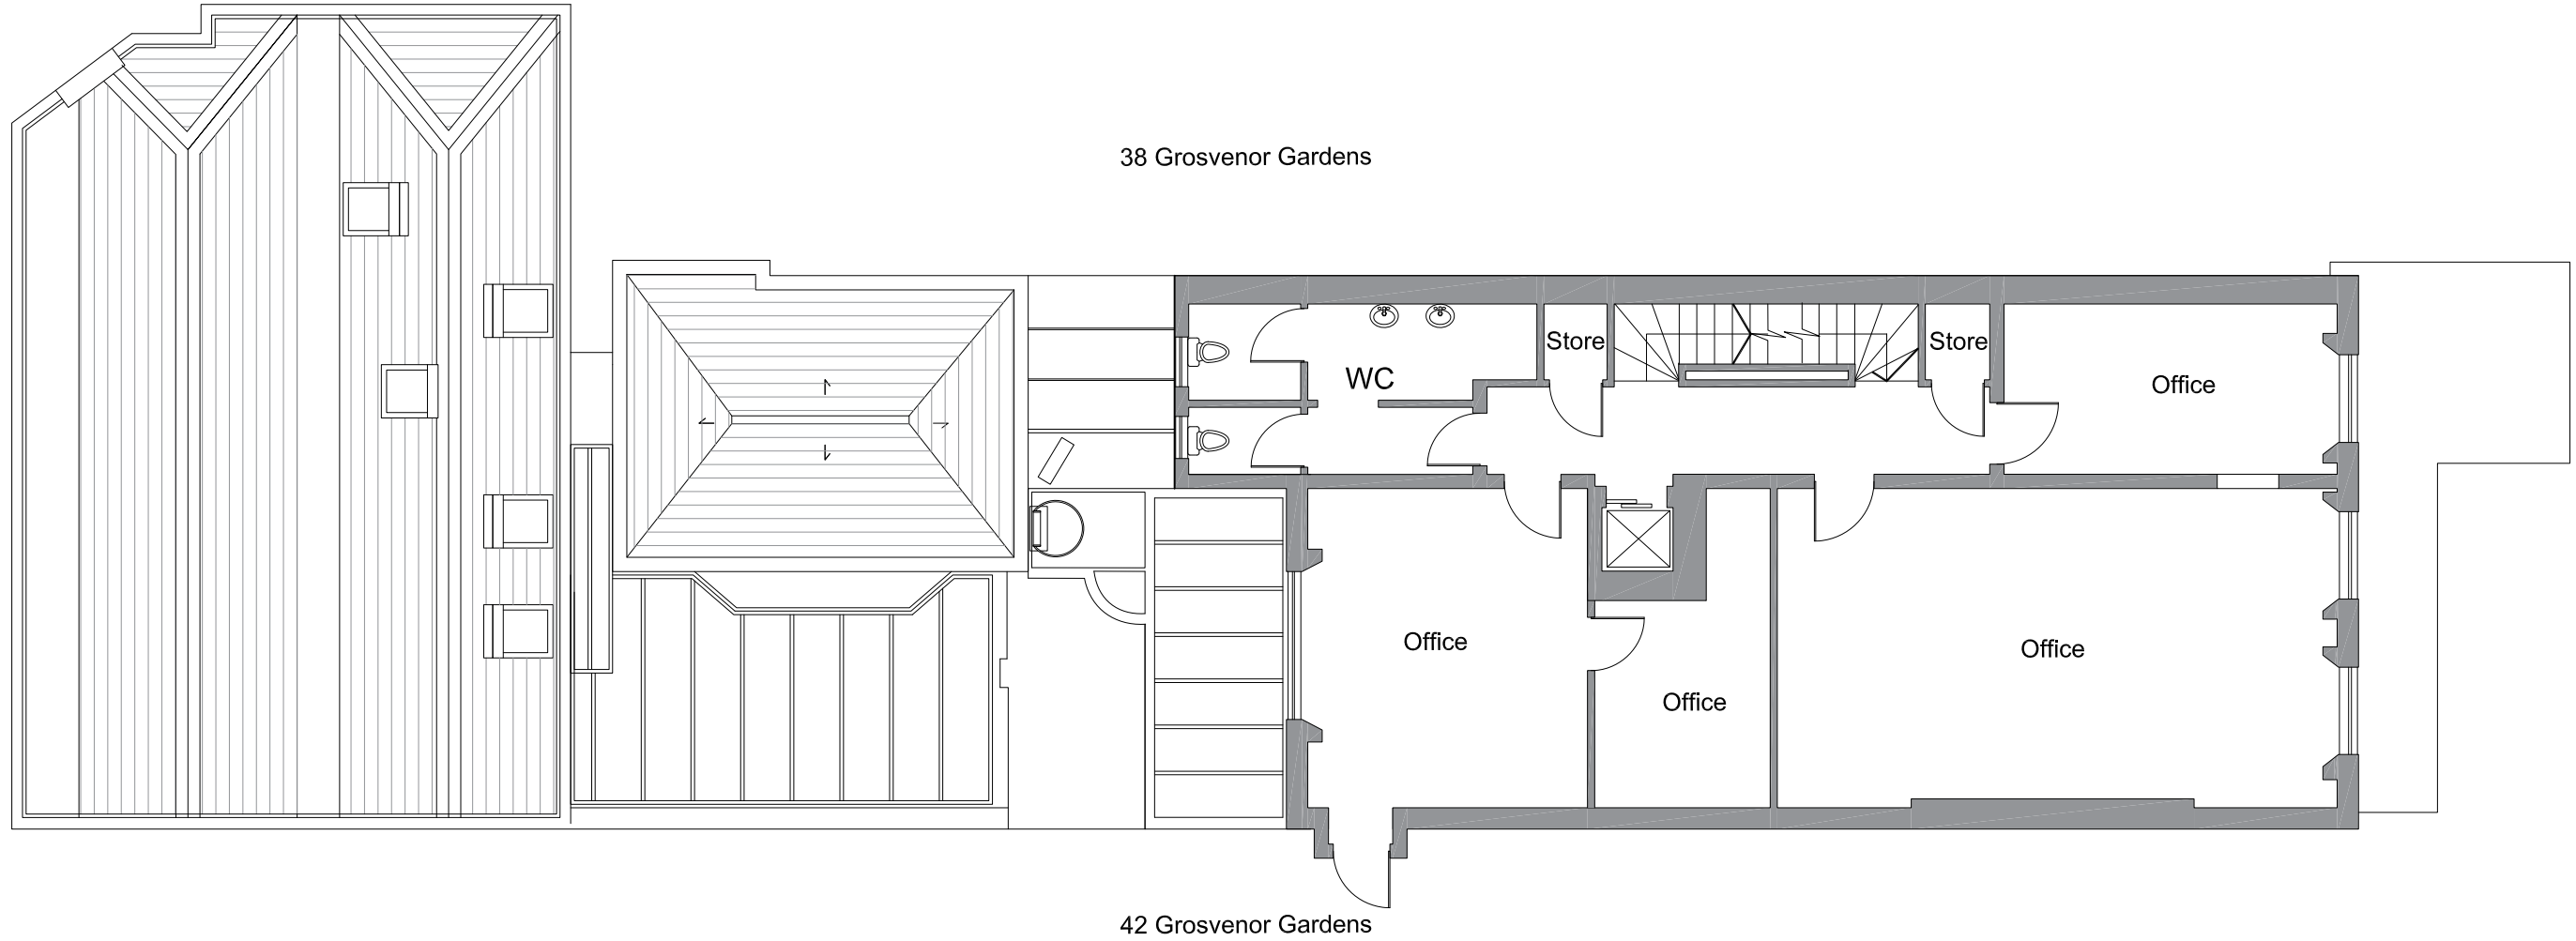 38 Grosvenor Gardens
Store
Store
WC
Office
Office
Office
Office
42 Grosvenor Gardens